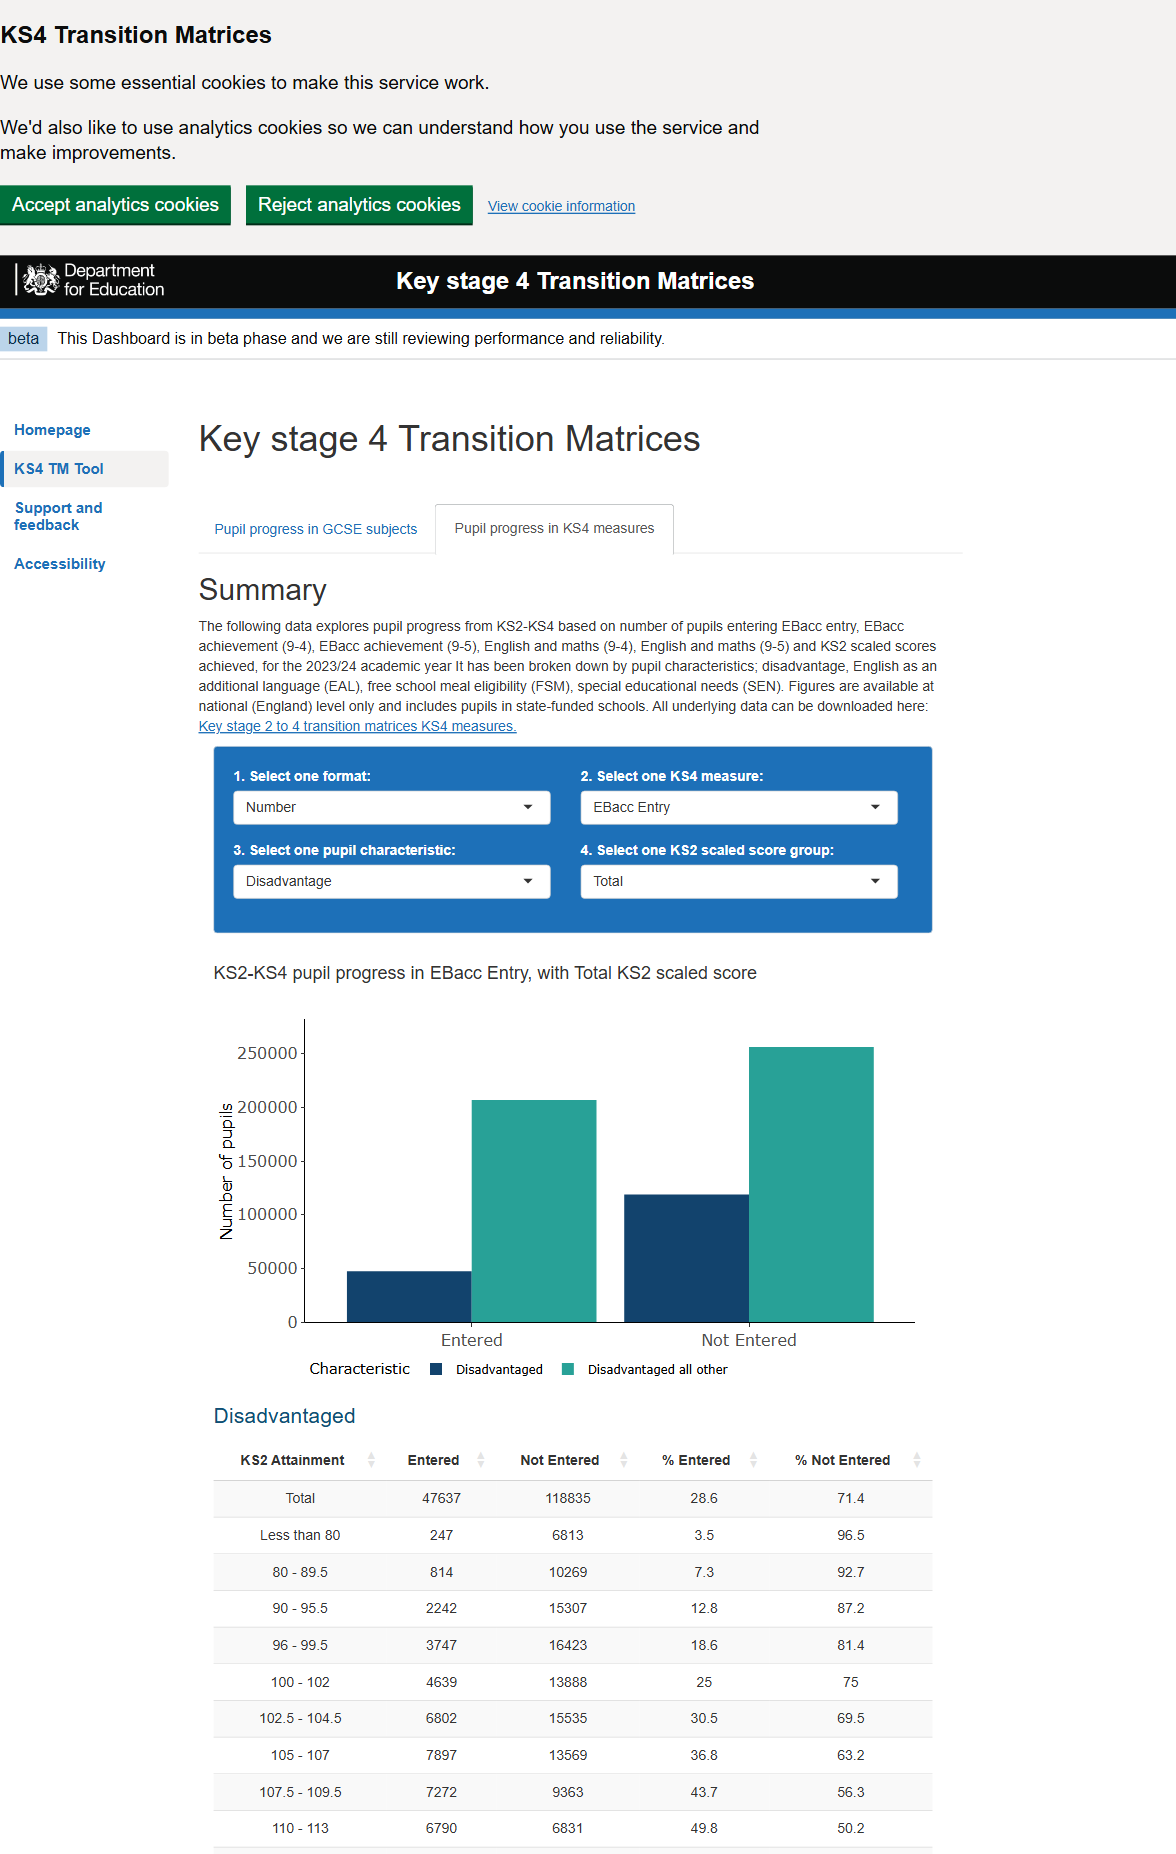 KS4 Transition Matrices
We use some essential cookies to make this service work.
We'd also like to use analytics cookies so we can understand how you use the service and
make improvements.
Accept analytics cookies Reject analytics cookies View cookie information
Department
for Education
Key stage 4 Transition Matrices
beta This Dashboard is in beta phase and we are still reviewing performance and reliability.
Homepage
KS4 TM Tool
Support and
feedback
Accessibility
Key stage 4 Transition Matrices
Pupil progress in GCSE subjects Pupil progress in KS4 measures
Summary
The following data explores pupil progress from KS2-KS4 based on number of pupils entering EBacc entry, EBacc
achievement (9-4), EBacc achievement (9-5), English and maths (9-4), English and maths (9-5) and KS2 scaled scores
achieved, for the 2023/24 academic year It has been broken down by pupil characteristics; disadvantage, English as an
additional language (EAL), free school meal eligibility (FSM), special educational needs (SEN). Figures are available at
national (England) level only and includes pupils in state-funded schools. All underlying data can be downloaded here:
Key stage 2 to 4 transition matrices KS4 measures.
1. Select one format: 2. Select one KS4 measure:
Number EBacc Entry
3. Select one pupil characteristic: 4. Select one KS2 scaled score group:
Disadvantage Total
KS2-KS4 pupil progress in EBacc Entry, with Total KS2 scaled score
Number of pupils
250000
200000
150000
100000
50000
0
Entered Not Entered
Characteristic Disadvantaged Disadvantaged all other
Disadvantaged
KS2 Attainment Entered Not Entered % Entered % Not Entered
Total 47637 118835 28.6 71.4
Less than 80 247 6813 3.5 96.5
80 - 89.5 814 10269 7.3 92.7
90 - 95.5 2242 15307 12.8 87.2
96 - 99.5 3747 16423 18.6 81.4
100 - 102 4639 13888 25 75
102.5 - 104.5 6802 15535 30.5 69.5
105 - 107 7897 13569 36.8 63.2
107.5 - 109.5 7272 9363 43.7 56.3
110 - 113 6790 6831 49.8 50.2